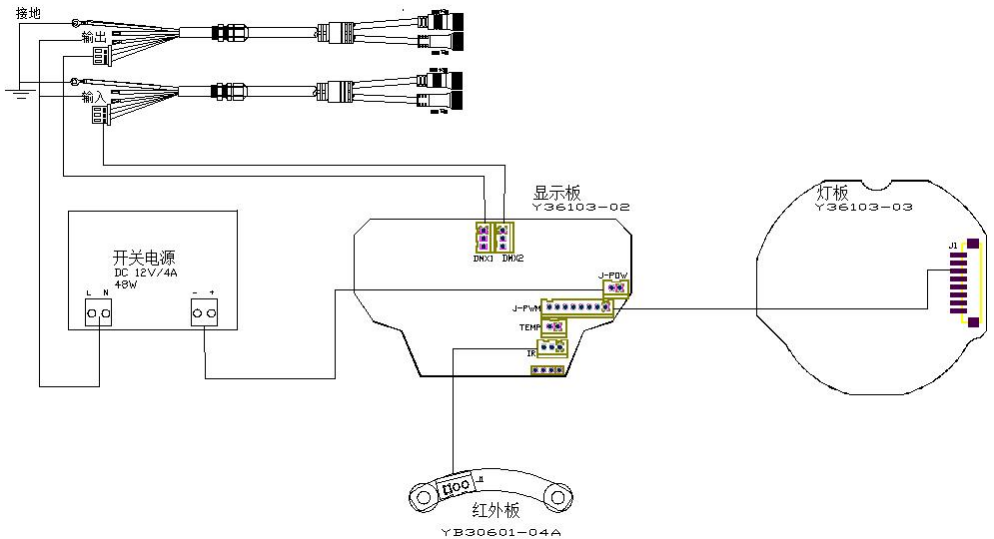 接地
输出
输入
显示板
Y36103-02
灯板
Y36103-03
开关电源
DC 12V/4A
48W
L N - +
DMX1 DMX2
J-POW
J-PWM
TEMP
IR
J1
红外板
YB30601-04A